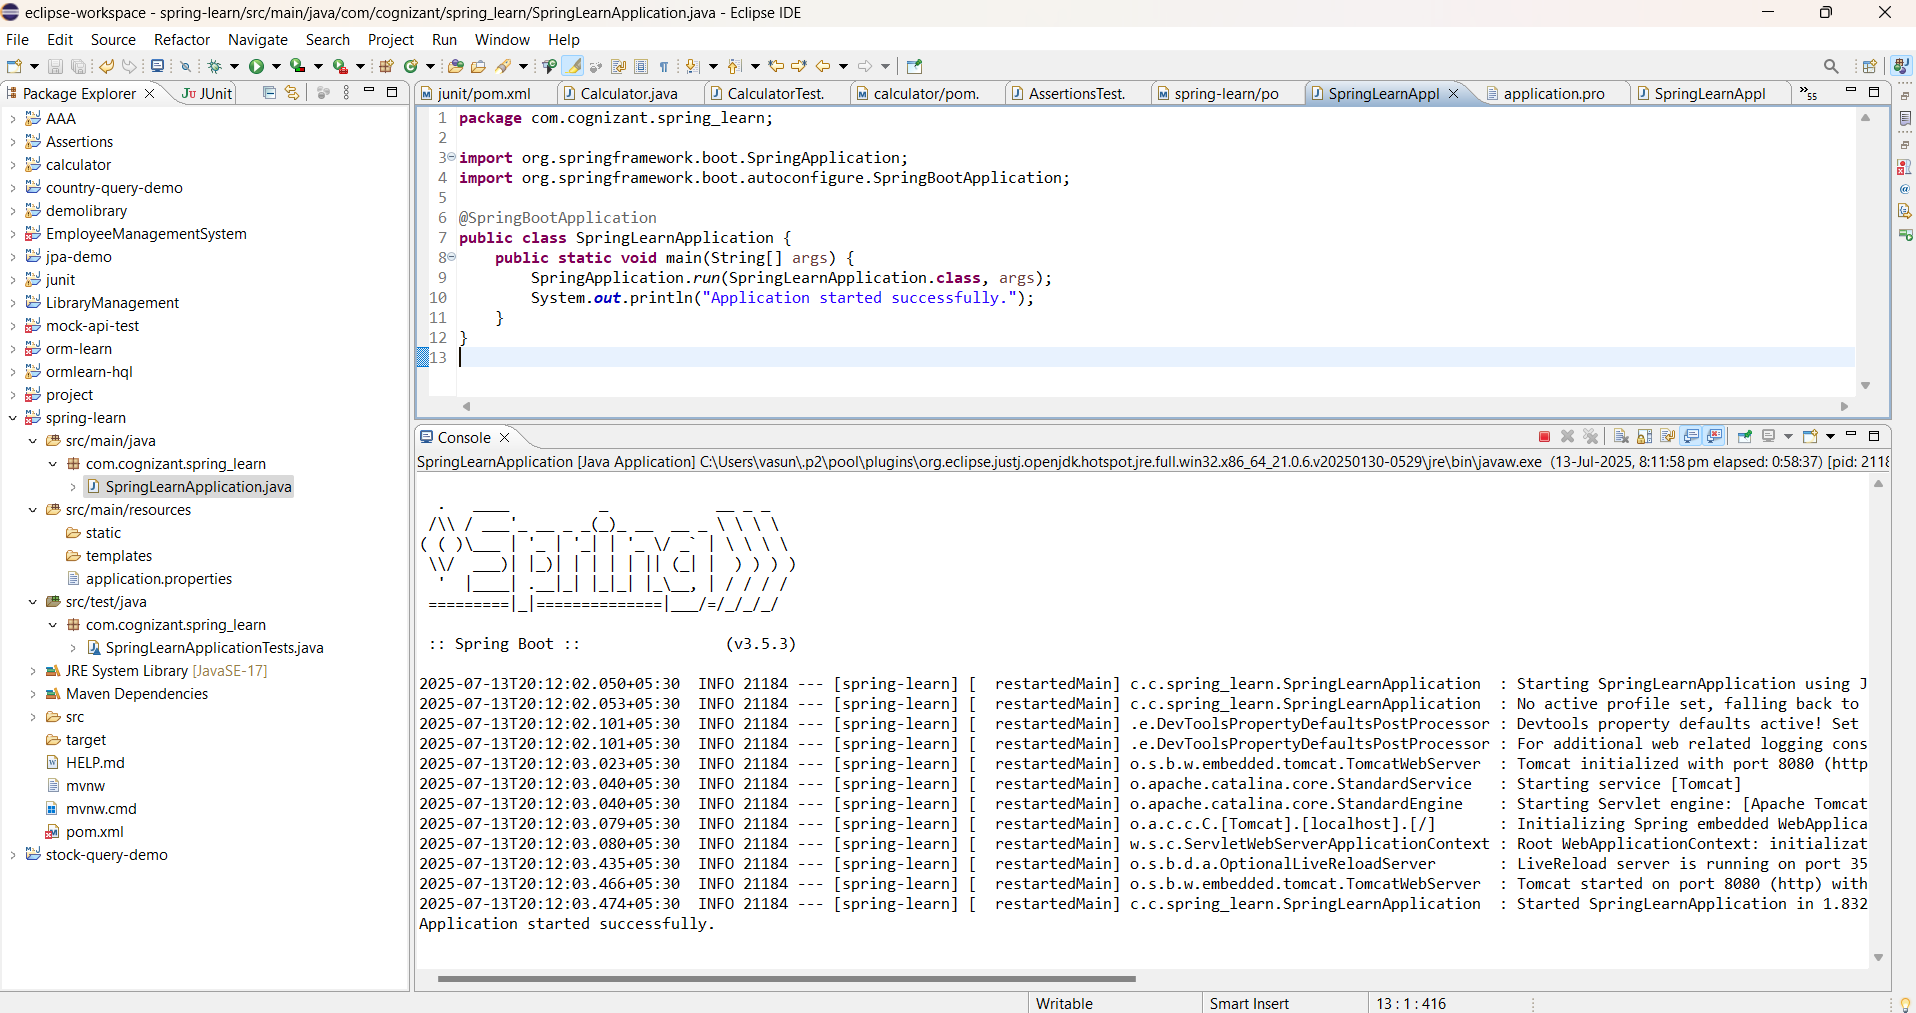 eclipse-workspace - spring-learn/src/main/java/com/cognizant/spring_learn/SpringLearnApplication.java - Eclipse IDE
File Edit Source Refactor Navigate Search Project Run Window Help
Package Explorer JUnit
AAA
Assertions
calculator
country-query-demo
demolibrary
EmployeeManagementSystem
jpa-demo
junit
LibraryManagement
mock-api-test
orm-learn
ormlearn-hql
project
spring-learn
src/main/java
com.cognizant.spring_learn
SpringLearnApplication.java
src/main/resources
static
templates
application.properties
src/test/java
com.cognizant.spring_learn
SpringLearnApplicationTests.java
JRE System Library [JavaSE-17]
Maven Dependencies
src
target
HELP.md
mvnw
mvnw.cmd
pom.xml
stock-query-demo
junit/pom.xml Calculator.java CalculatorTest. calculator/pom. AssertionsTest. spring-learn/po SpringLearnAppl application.pro SpringLearnAppl »55
1 package com.cognizant.spring_learn;
2
3 import org.springframework.boot.SpringApplication;
4 import org.springframework.boot.autoconfigure.SpringBootApplication;
5
6 @SpringBootApplication
7 public class SpringLearnApplication {
8     public static void main(String[] args) {
9         SpringApplication.run(SpringLearnApplication.class, args);
10         System.out.println("Application started successfully.");
11     }
12 }
13
Console
SpringLearnApplication [Java Application] C:\Users\vasun\.p2\pool\plugins\org.eclipse.justj.openjdk.hotspot.jre.full.win32.x86_64_21.0.6.v20250130-0529\jre\bin\javaw.exe (13-Jul-2025, 8:11:58 pm elapsed: 0:58:37) [pid: 2118
  .   ____          _            __ _ _
 /\\ / ___'_ __ _ _(_)_ __  __ _ \ \ \ \
( ( )\___ | '_ | '_| | '_ \/ _` | \ \ \ \
 \\/  ___)| |_)| | | | | || (_| |  ) ) ) )
  '  |____| .__|_| |_|_| |_\__, | / / / /
 =========|_|==============|___/=/_/_/_/
 :: Spring Boot ::                (v3.5.3)
2025-07-13T20:12:02.050+05:30  INFO 21184 --- [spring-learn] [  restartedMain] c.c.spring_learn.SpringLearnApplication  : Starting SpringLearnApplication using J
2025-07-13T20:12:02.053+05:30  INFO 21184 --- [spring-learn] [  restartedMain] c.c.spring_learn.SpringLearnApplication  : No active profile set, falling back to
2025-07-13T20:12:02.101+05:30  INFO 21184 --- [spring-learn] [  restartedMain] .e.DevToolsPropertyDefaultsPostProcessor : Devtools property defaults active! Set
2025-07-13T20:12:02.101+05:30  INFO 21184 --- [spring-learn] [  restartedMain] .e.DevToolsPropertyDefaultsPostProcessor : For additional web related logging cons
2025-07-13T20:12:03.023+05:30  INFO 21184 --- [spring-learn] [  restartedMain] o.s.b.w.embedded.tomcat.TomcatWebServer  : Tomcat initialized with port 8080 (http
2025-07-13T20:12:03.040+05:30  INFO 21184 --- [spring-learn] [  restartedMain] o.apache.catalina.core.StandardService   : Starting service [Tomcat]
2025-07-13T20:12:03.040+05:30  INFO 21184 --- [spring-learn] [  restartedMain] o.apache.catalina.core.StandardEngine    : Starting Servlet engine: [Apache Tomcat
2025-07-13T20:12:03.079+05:30  INFO 21184 --- [spring-learn] [  restartedMain] o.a.c.c.C.[Tomcat].[localhost].[/]       : Initializing Spring embedded WebApplica
2025-07-13T20:12:03.080+05:30  INFO 21184 --- [spring-learn] [  restartedMain] w.s.c.ServletWebServerApplicationContext : Root WebApplicationContext: initializat
2025-07-13T20:12:03.435+05:30  INFO 21184 --- [spring-learn] [  restartedMain] o.s.b.d.a.OptionalLiveReloadServer       : LiveReload server is running on port 35
2025-07-13T20:12:03.466+05:30  INFO 21184 --- [spring-learn] [  restartedMain] o.s.b.w.embedded.tomcat.TomcatWebServer  : Tomcat started on port 8080 (http) with
2025-07-13T20:12:03.474+05:30  INFO 21184 --- [spring-learn] [  restartedMain] c.c.spring_learn.SpringLearnApplication  : Started SpringLearnApplication in 1.832
Application started successfully.
Writable Smart Insert 13 : 1 : 416